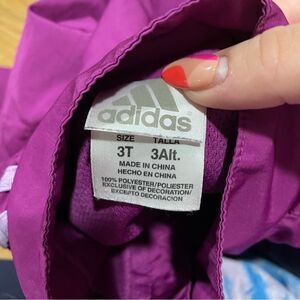 adidas
SIZE TALLA
3T 3Alt.
MADE IN CHINA
HECHO EN CHINA
100% POLYESTER/POLIESTER
EXCLUSIVE OF DECORATION/
EXCEPTO DECORACION